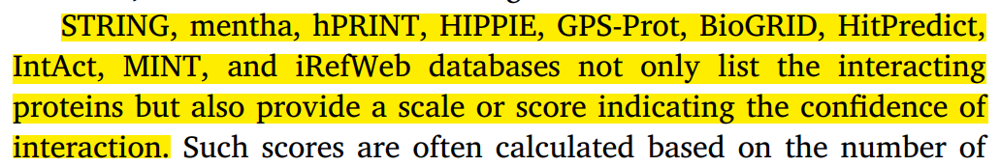 STRING, mentha, hPRINT, HIPPIE, GPS-Prot, BioGRID, HitPredict,
IntAct, MINT, and iRefWeb databases not only list the interacting
proteins but also provide a scale or score indicating the confidence of
interaction. Such scores are often calculated based on the number of